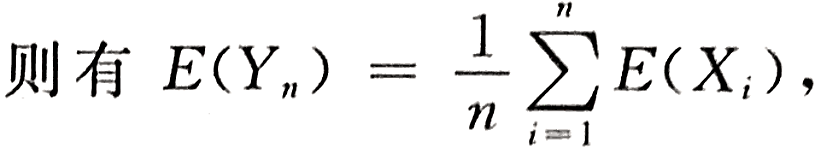 则有 $E(Y_n) = \frac{1}{n}\sum_{i=1}^{n}E(X_i)$,